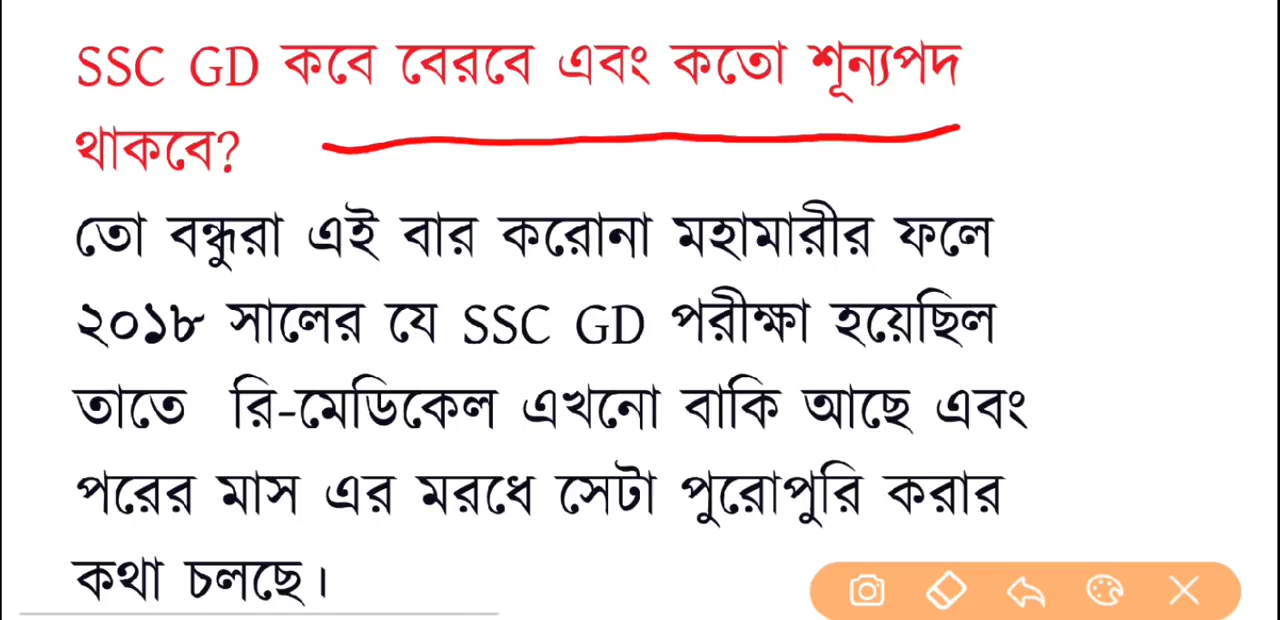 SSC GD কবে বেরবে এবং কতো শূন্যপদ
থাকবে?
তো বন্ধুরা এই বার করোনা মহামারীর ফলে
২০১৮ সালের যে SSC GD পরীক্ষা হয়েছিল
তাতে রি-মেডিকেল এখনো বাকি আছে এবং
পরের মাস এর মরধে সেটা পুরোপুরি করার
কথা চলছে।